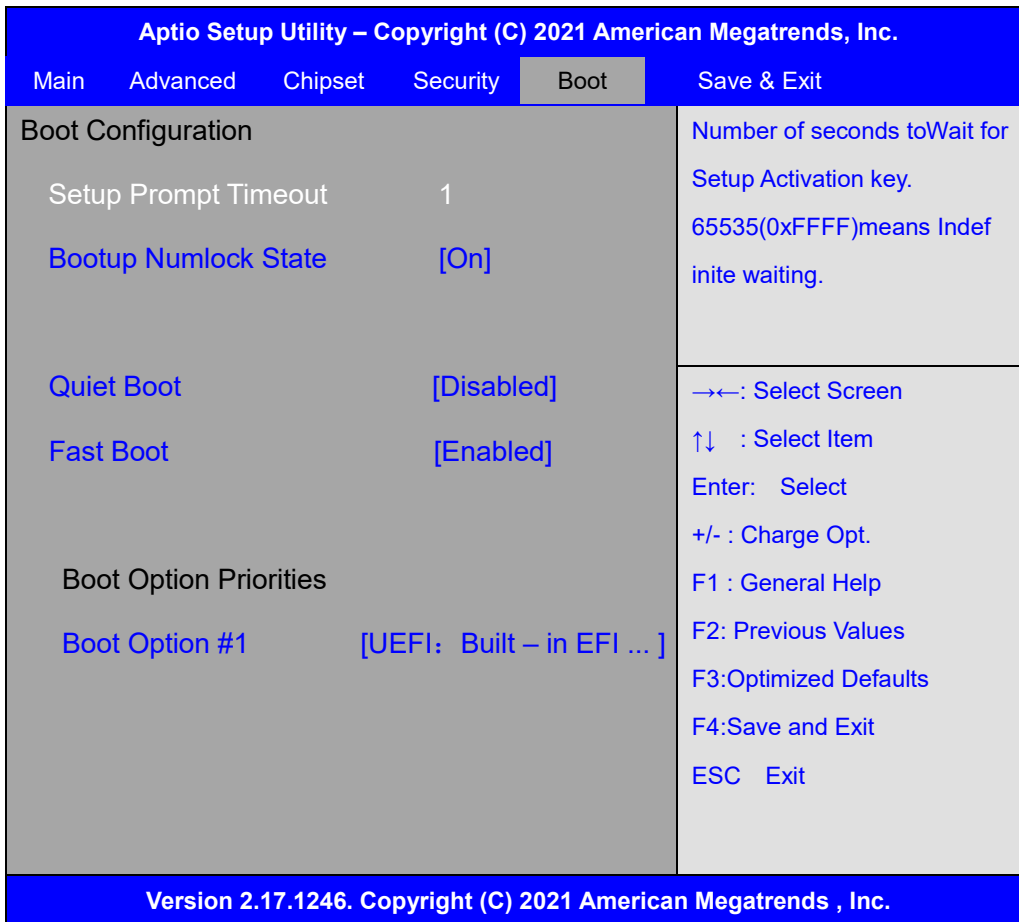 Aptio Setup Utility – Copyright (C) 2021 American Megatrends, Inc.
Main Advanced Chipset Security Boot Save & Exit
Boot Configuration
Setup Prompt Timeout 1
Bootup Numlock State [On]
Quiet Boot [Disabled]
Fast Boot [Enabled]
Boot Option Priorities
Boot Option #1 [UEFI：Built – in EFI ... ]
Number of seconds toWait for
Setup Activation key.
65535(0xFFFF)means Indef
inite waiting.
→←: Select Screen
↑↓ : Select Item
Enter: Select
+/- : Charge Opt.
F1 : General Help
F2: Previous Values
F3:Optimized Defaults
F4:Save and Exit
ESC Exit
Version 2.17.1246. Copyright (C) 2021 American Megatrends , Inc.